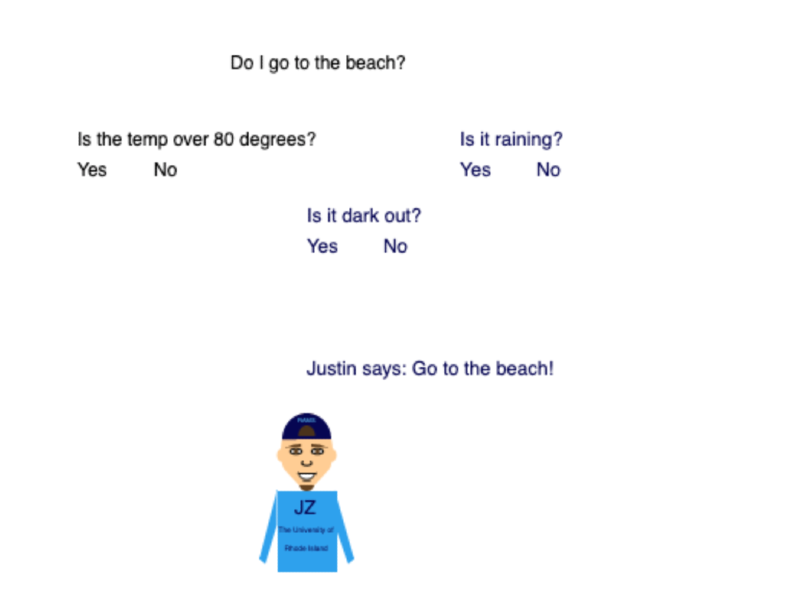 Do I go to the beach?
Is the temp over 80 degrees?
Yes No
Is it raining?
Yes No
Is it dark out?
Yes No
Justin says: Go to the beach!
JZ
The University of
Rhode Island